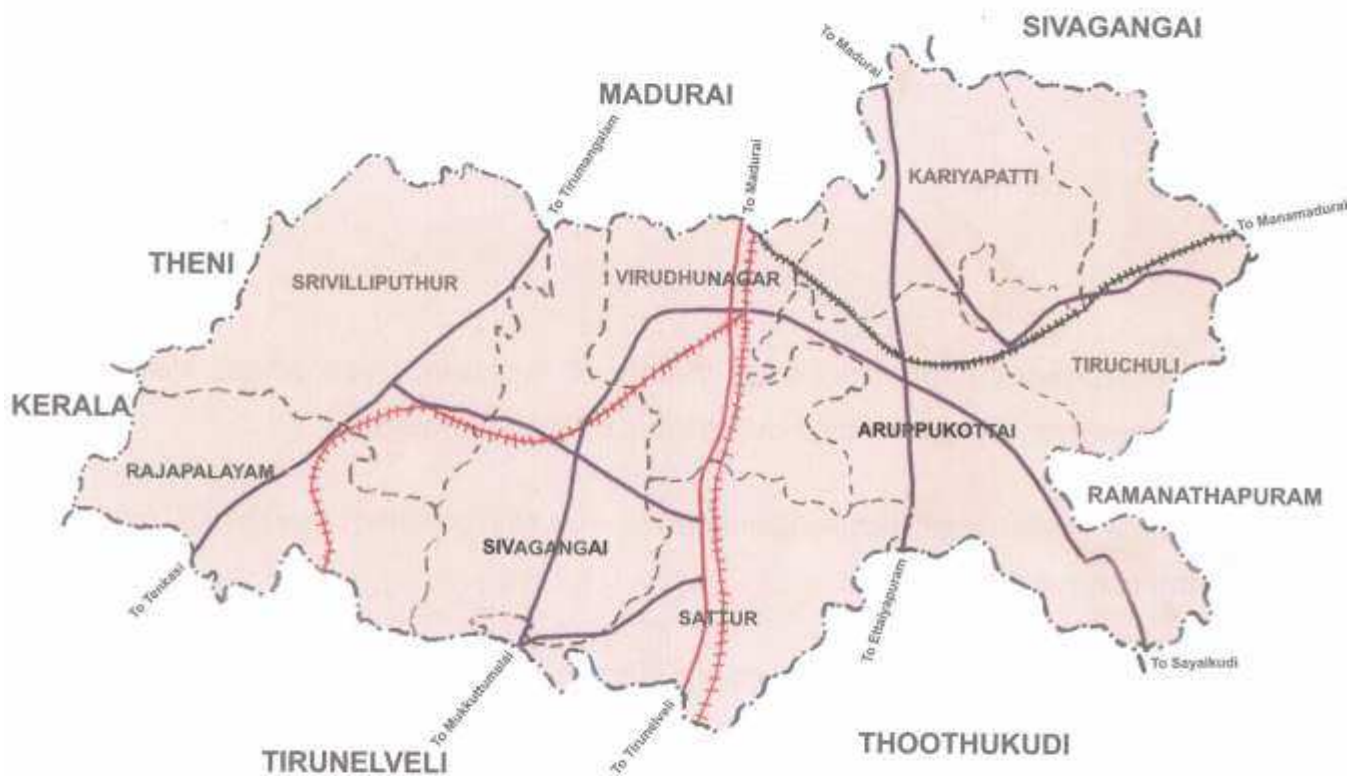 SIVAGANGAI
To Madurai
MADURAI
To Tirumangalam
To Madurai
KARIYAPATTI
To Manamadurai
THENI
SRIVILLIPUTHUR
VIRUDHUNAGAR
TIRUCHULI
KERALA
ARUPPUKOTTAI
RAJAPALAYAM
RAMANATHAPURAM
SIVAGANGAI
To Tenkasi
SATTUR
To Ettaiyapuram
To Sayalkudi
To Mukkuttumalai
To Tirunelveli
TIRUNELVELI
THOOTHUKUDI